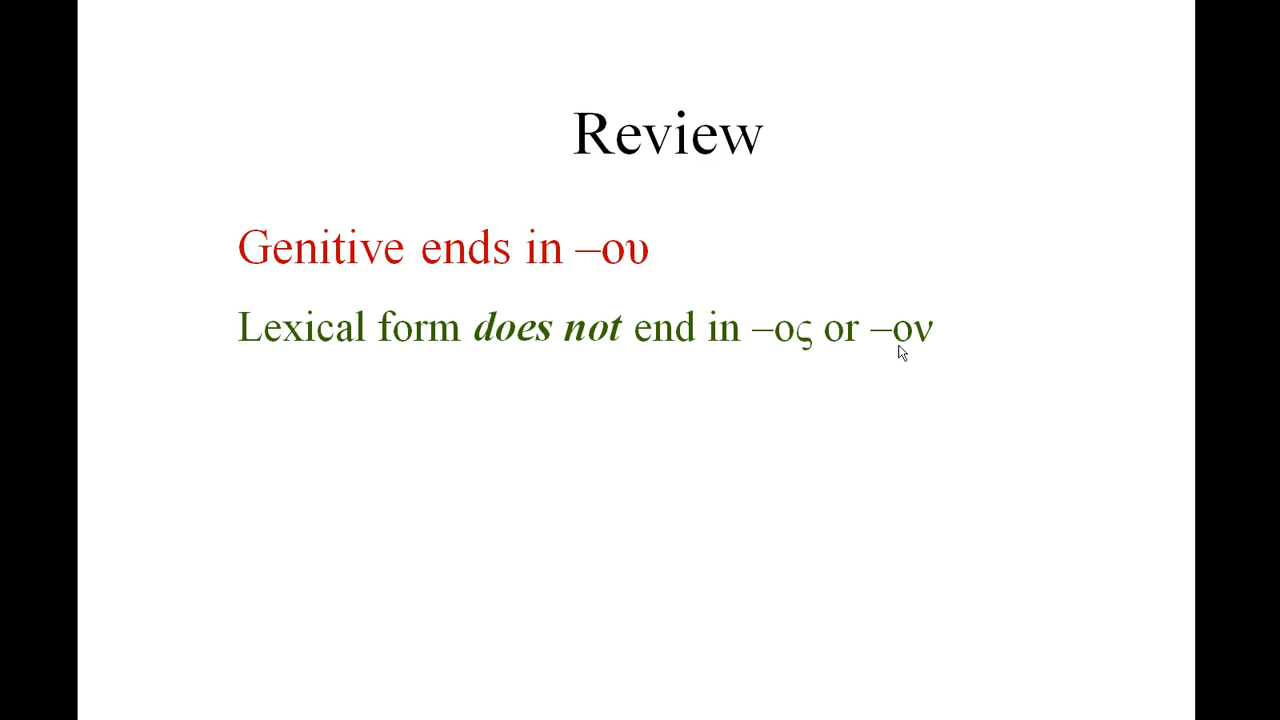 Review
Genitive ends in –ου
Lexical form does not end in –ος or –ον